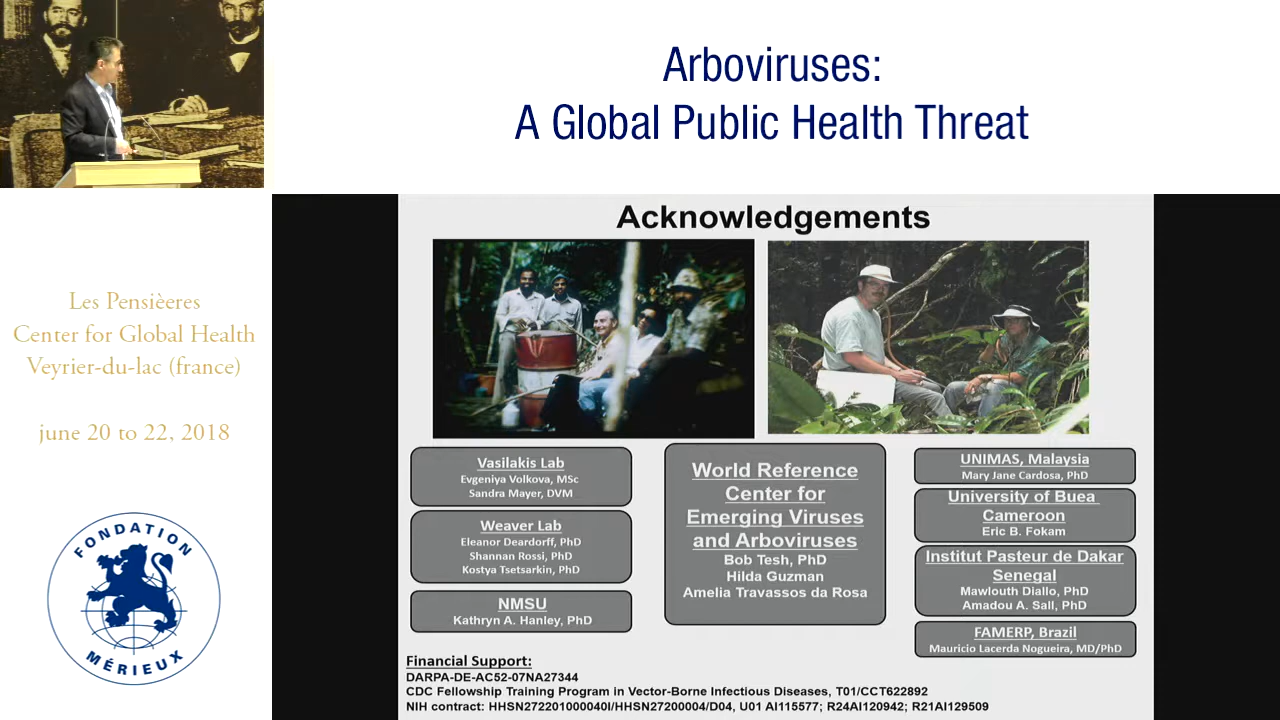 Arboviruses:
A Global Public Health Threat
Les Pensièeres
Center for Global Health
Veyrier-du-lac (france)
june 20 to 22, 2018
FONDATION
MÉRIEUX
Acknowledgements
Vasilakis Lab
Evgeniya Volkova, MSc
Sandra Mayer, DVM
Weaver Lab
Eleanor Deardorff, PhD
Shannan Rossi, PhD
Kostya Tsetsarkin, PhD
NMSU
Kathryn A. Hanley, PhD
World Reference
Center for
Emerging Viruses
and Arboviruses
Bob Tesh, PhD
Hilda Guzman
Amelia Travassos da Rosa
UNIMAS, Malaysia
Mary Jane Cardosa, PhD
University of Buea
Cameroon
Eric B. Fokam
Institut Pasteur de Dakar
Senegal
Mawlouth Diallo, PhD
Amadou A. Sall, PhD
FAMERP, Brazil
Mauricio Lacerda Nogueira, MD/PhD
Financial Support:
DARPA-DE-AC52-07NA27344
CDC Fellowship Training Program in Vector-Borne Infectious Diseases, T01/CCT622892
NIH contract: HHSN272201000040I/HHSN27200004/D04, U01 AI115577; R24AI120942; R21AI129509